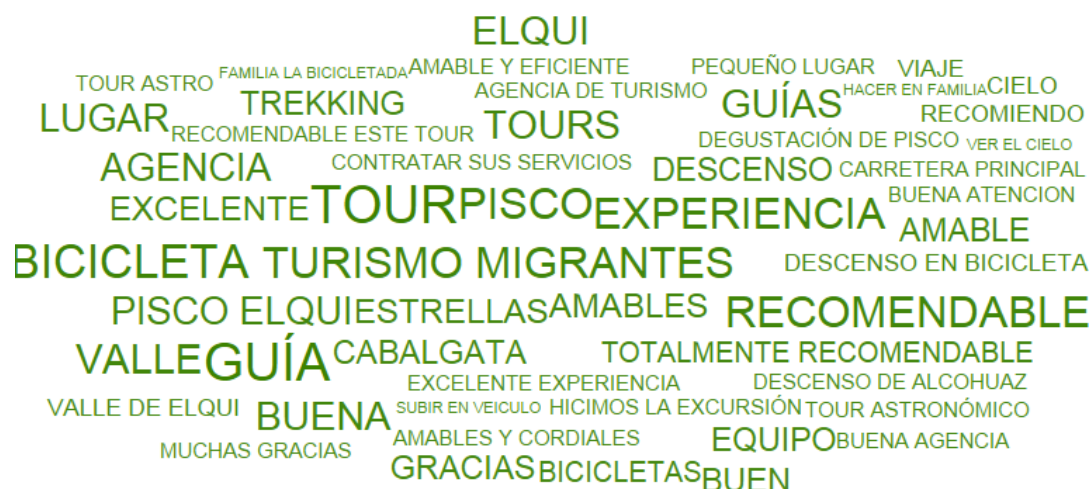 ELQUI
TOUR ASTRO FAMILIA LA BICICLETADA AMABLE Y EFICIENTE PEQUEÑO LUGAR VIAJE
LUGAR TREKKING AGENCIA DE TURISMO GUÍAS HACER EN FAMILIA CIELO
RECOMENDABLE ESTE TOUR TOURS RECOMIENDO
DEGUSTACIÓN DE PISCO VER EL CIELO
AGENCIA CONTRATAR SUS SERVICIOS DESCENSO CARRETERA PRINCIPAL
EXCELENTE TOUR PISCO EXPERIENCIA BUENA ATENCION
AMABLE
BICICLETA TURISMO MIGRANTES DESCENSO EN BICICLETA
PISCO ELQUI ESTRELLAS AMABLES RECOMENDABLE
VALLE GUÍA CABALGATA TOTALMENTE RECOMENDABLE
EXCELENTE EXPERIENCIA DESCENSO DE ALCOHUAZ
VALLE DE ELQUI BUENA SUBIR EN VEICULO HICIMOS LA EXCURSIÓN TOUR ASTRONÓMICO
MUCHAS GRACIAS AMABLES Y CORDIALES EQUIPO BUENA AGENCIA
GRACIAS BICICLETAS BUEN